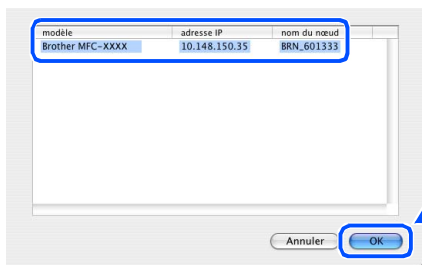 modèle adresse IP nom du nœud
Brother MFC-XXXX 10.148.150.35 BRN_601333
Annuler OK